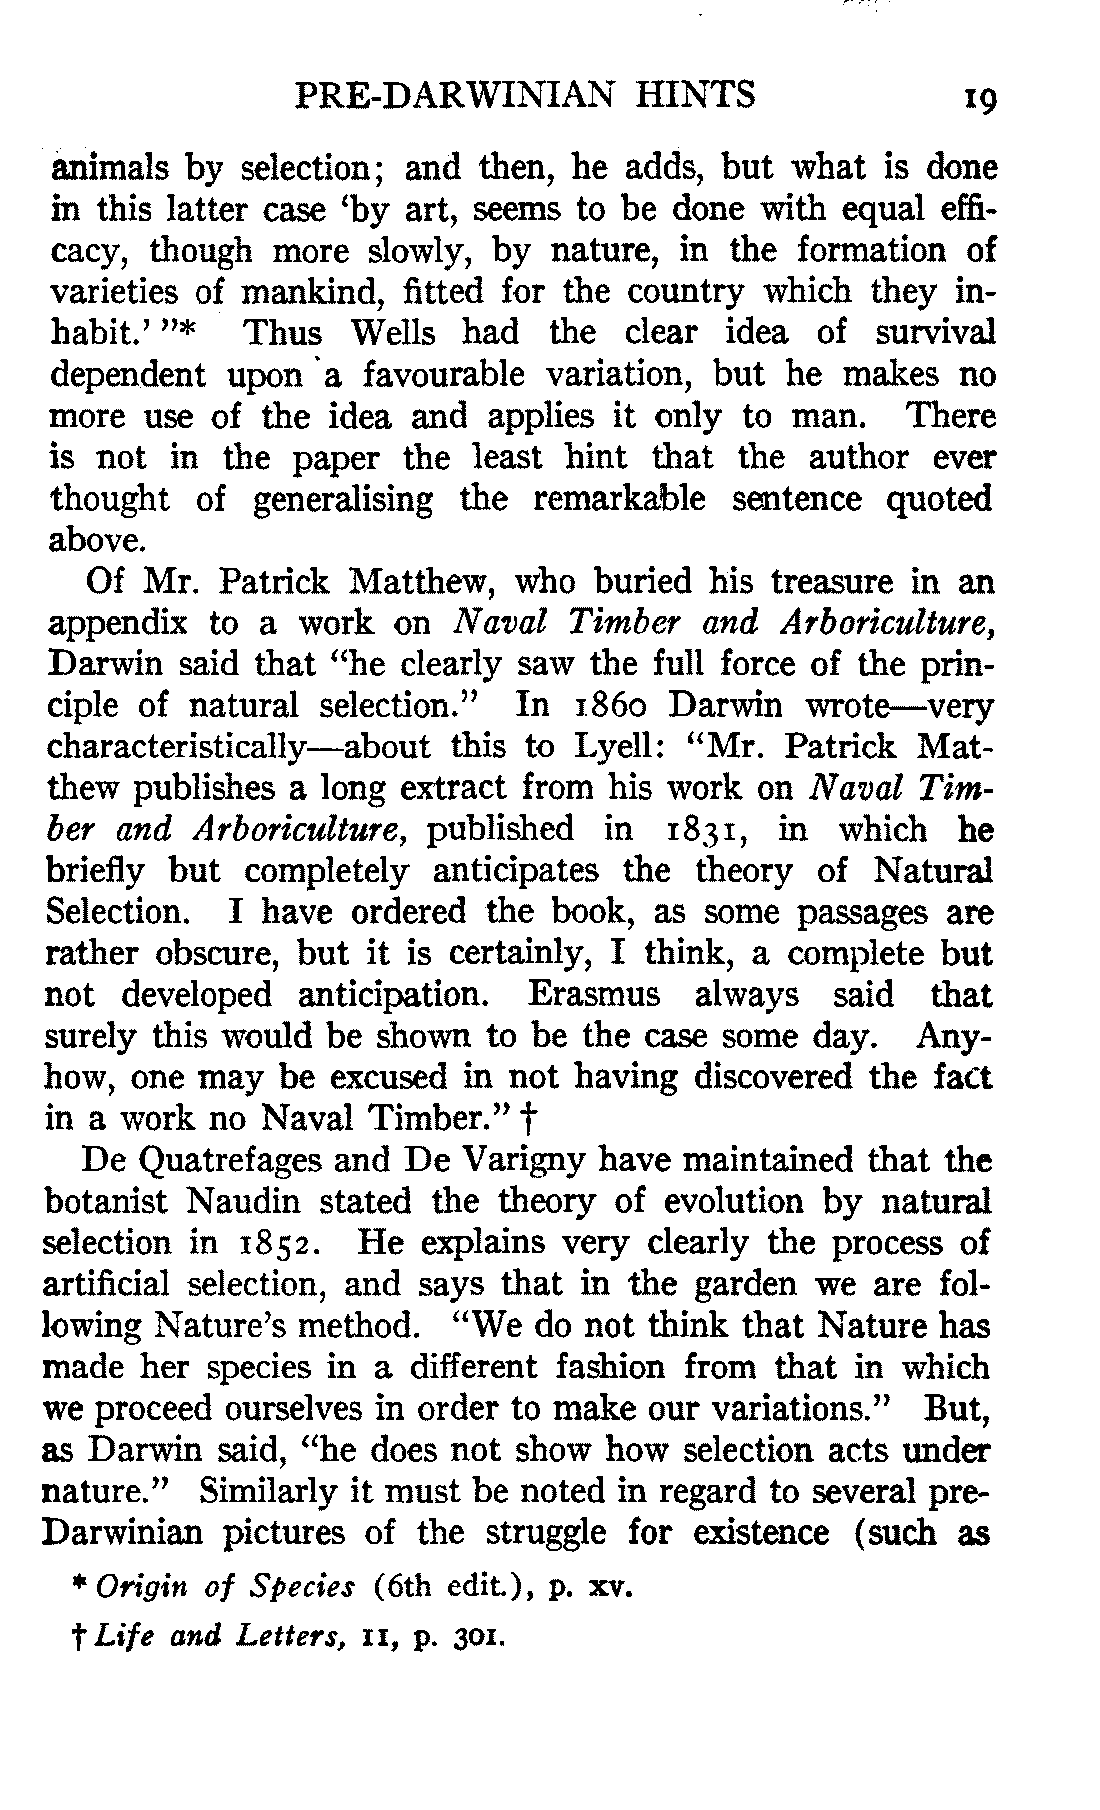 PRE-DARWINIAN HINTS 19
animals by selection; and then, he adds, but what is done
in this latter case ‘by art, seems to be done with equal effi-
cacy, though more slowly, by nature, in the formation of
varieties of mankind, fitted for the country which they in-
habit.’ ”* Thus Wells had the clear idea of survival
dependent upon a favourable variation, but he makes no
more use of the idea and applies it only to man. There
is not in the paper the least hint that the author ever
thought of generalising the remarkable sentence quoted
above.
Of Mr. Patrick Matthew, who buried his treasure in an
appendix to a work on Naval Timber and Arboriculture,
Darwin said that “he clearly saw the full force of the prin-
ciple of natural selection.” In 1860 Darwin wrote—very
characteristically—about this to Lyell: “Mr. Patrick Mat-
thew publishes a long extract from his work on Naval Tim-
ber and Arboriculture, published in 1831, in which he
briefly but completely anticipates the theory of Natural
Selection. I have ordered the book, as some passages are
rather obscure, but it is certainly, I think, a complete but
not developed anticipation. Erasmus always said that
surely this would be shown to be the case some day. Any-
how, one may be excused in not having discovered the fact
in a work no Naval Timber.” †
De Quatrefages and De Varigny have maintained that the
botanist Naudin stated the theory of evolution by natural
selection in 1852. He explains very clearly the process of
artificial selection, and says that in the garden we are fol-
lowing Nature’s method. “We do not think that Nature has
made her species in a different fashion from that in which
we proceed ourselves in order to make our variations.” But,
as Darwin said, “he does not show how selection acts under
nature.” Similarly it must be noted in regard to several pre-
Darwinian pictures of the struggle for existence (such as
* Origin of Species (6th edit.), p. xv.
† Life and Letters, II, p. 301.